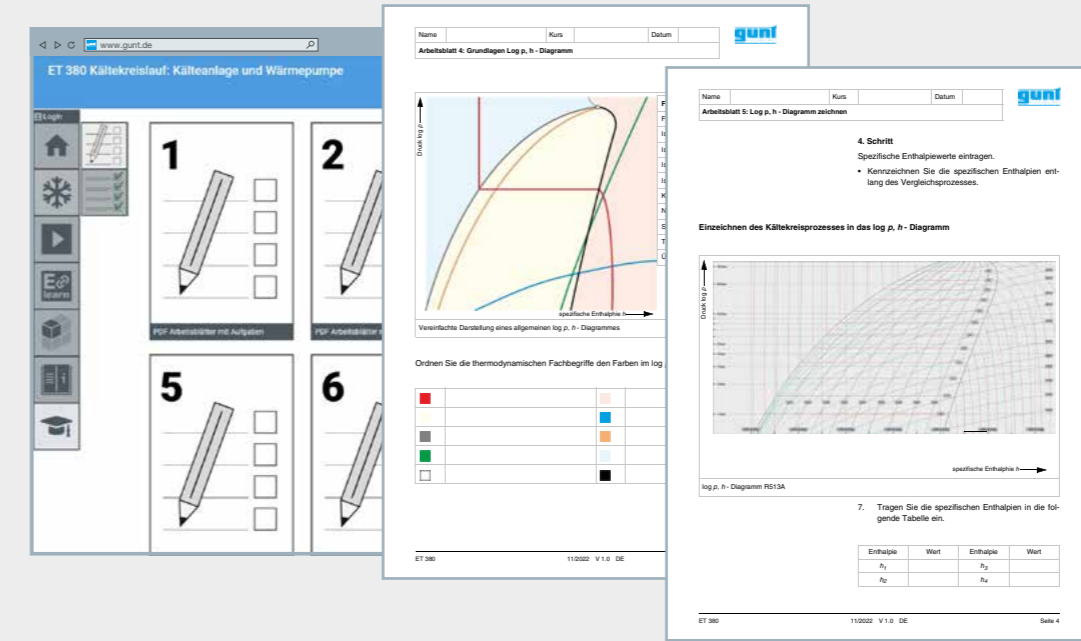 www.gunt.de
ET 380 Kältekreislauf: Kälteanlage und Wärmepumpe
Login
E
learn
1
2
PDF Arbeitsblätter mit Aufgaben
PDF Arbeitsblätter
5
6
Name
Kurs
Datum
gunt
Arbeitsblatt 4: Grundlagen Log p, h - Diagramm
Druck log p
F
F
Is
Is
Is
Is
K
N
S
T
Ü
spezifische Enthalphie h
Vereinfachte Darstellung eines allgemeinen log p, h - Diagrammes
Ordnen Sie die thermodynamischen Fachbegriffe den Farben im log
ET 380
11/2022 V 1.0 DE
Name
Kurs
Datum
gunt
Arbeitsblatt 5: Log p, h - Diagramm zeichnen
4. Schritt
Spezifische Enthalpiewerte eintragen.
• Kennzeichnen Sie die spezifischen Enthalpien ent-
lang des Vergleichsprozesses.
Einzeichnen des Kältekreisprozesses in das log p, h - Diagramm
Druck log p
spezifische Enthalphie h
log p, h - Diagramm R513A
7. Tragen Sie die spezifischen Enthalpien in die fol-
gende Tabelle ein.
Enthalpie Wert Enthalpie Wert
h1 h3
h2 h4
ET 380
11/2022 V 1.0 DE
Seite 4